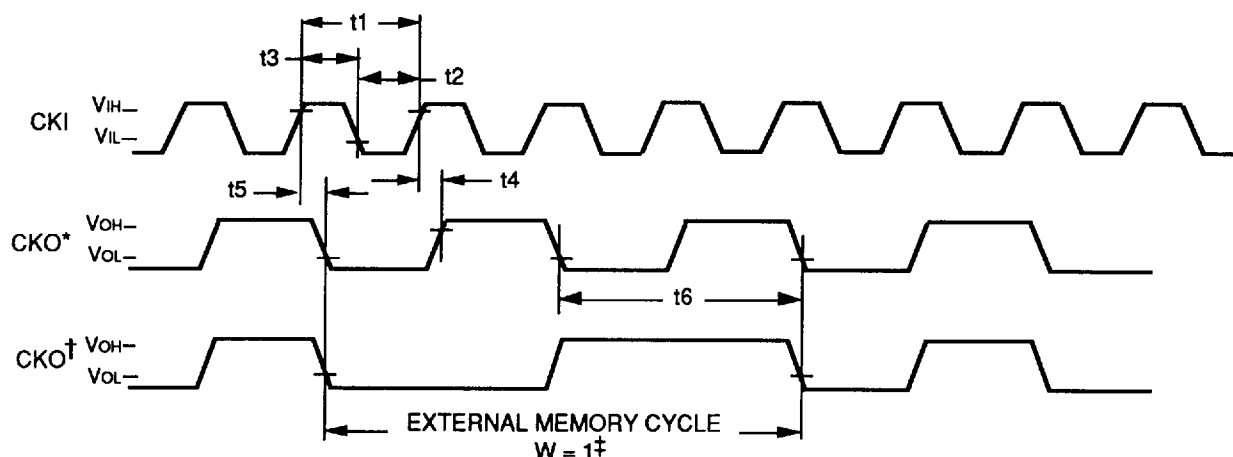 t1
t3
t2
CKI
VIH–
VIL–
t5
t4
CKO*
VOH–
VOL–
t6
CKO†
VOH–
VOL–
EXTERNAL MEMORY CYCLE
W = 1‡